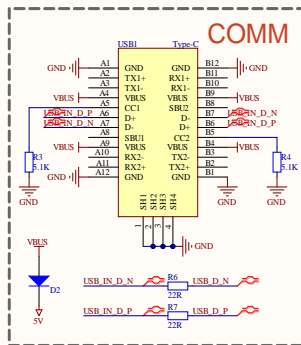 COMM
USB1 Type-C
GND A1 GND GND B12 GND
A2 TX1+ RX1+ B11
A3 TX1- RX1- B10
VBUS A4 VBUS VBUS B9 VBUS
A5 CC1 SBU2 B8
USB_IN_D_P A6 D+ D- B7 USB_IN_D_N
USB_IN_D_N A7 D- D+ B6 USB_IN_D_P
A8 SBU1 CC2 B5
VBUS A9 VBUS VBUS B4 VBUS
A10 RX2- TX2- B3
A11 RX2+ TX2+ B2
GND A12 GND GND B1
R3 5.1K
R4 5.1K
GND GND GND
SH1 SH2 SH3 SH4
1 2 3 4
GND
VBUS
D2
5V
USB_IN_D_N R6 USB_D_N
22R
USB_IN_D_P R7 USB_D_P
22R